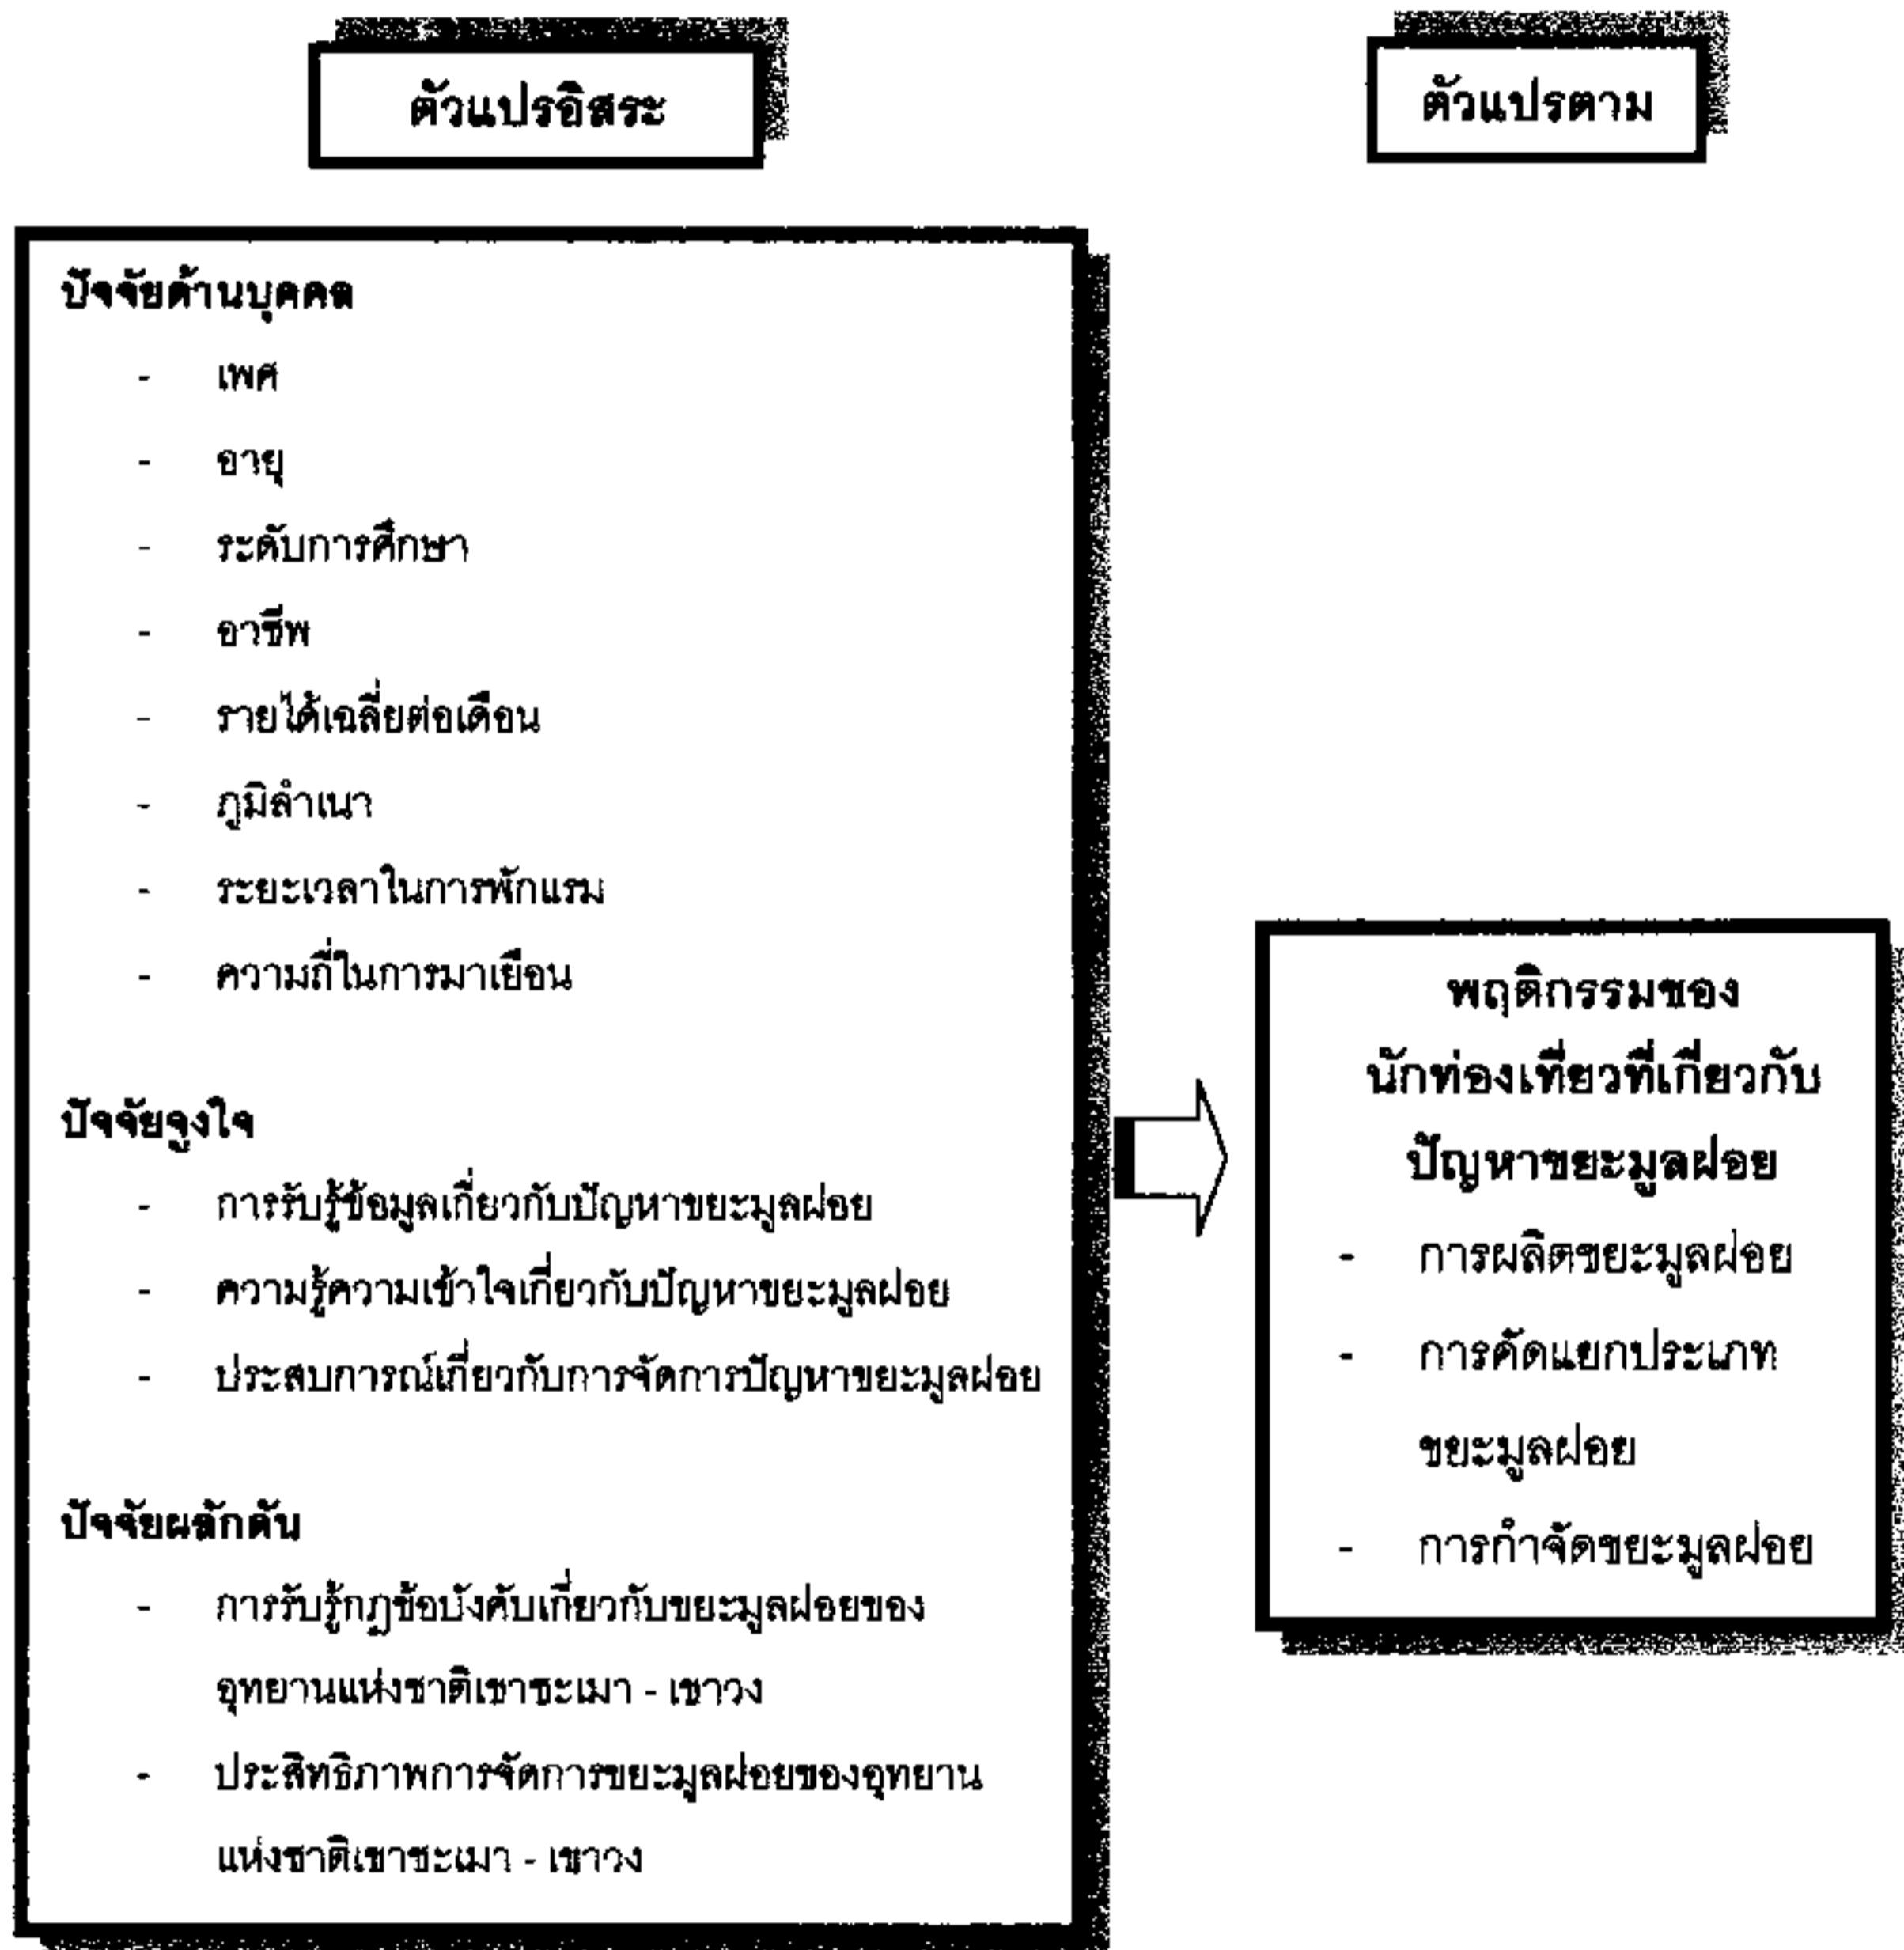 ตัวแปรอิสระ
ตัวแปรตาม
ปัจจัยด้านบุคคล
- เพศ
- อายุ
- ระดับการศึกษา
- อาชีพ
- รายได้เฉลี่ยต่อเดือน
- ภูมิลำเนา
- ระยะเวลาในการพักแรม
- ความถี่ในการมาเยือน
ปัจจัยจูงใจ
- การรับรู้ข้อมูลเกี่ยวกับปัญหาขยะมูลฝอย
- ความรู้ความเข้าใจเกี่ยวกับปัญหาขยะมูลฝอย
- ประสบการณ์เกี่ยวกับการจัดการปัญหาขยะมูลฝอย
ปัจจัยผลักดัน
- การรับรู้กฎข้อบังคับเกี่ยวกับขยะมูลฝอยของ
อุทยานแห่งชาติเขาชะเมา - เขาวง
- ประสิทธิภาพการจัดการขยะมูลฝอยของอุทยาน
แห่งชาติเขาชะเมา - เขาวง
พฤติกรรมของ
นักท่องเที่ยวที่เกี่ยวกับ
ปัญหาขยะมูลฝอย
- การผลิตขยะมูลฝอย
- การคัดแยกประเภท
ขยะมูลฝอย
- การกำจัดขยะมูลฝอย